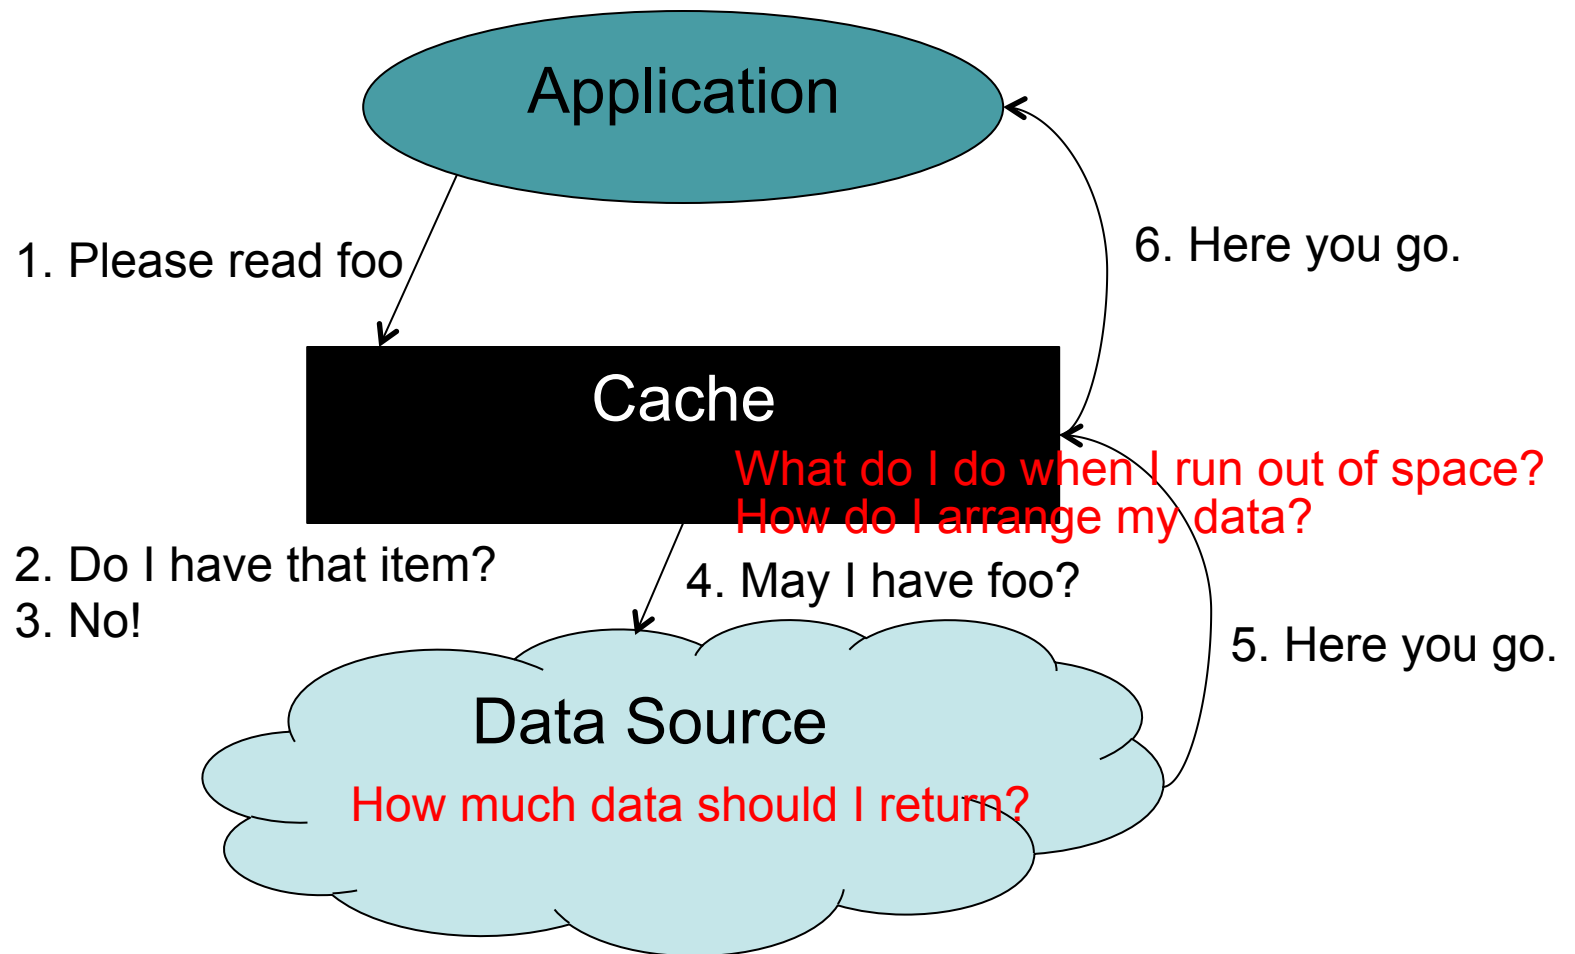 Application
1. Please read foo
6. Here you go.
Cache
What do I do when I run out of space?
How do I arrange my data?
2. Do I have that item?
3. No!
4. May I have foo?
5. Here you go.
Data Source
How much data should I return?